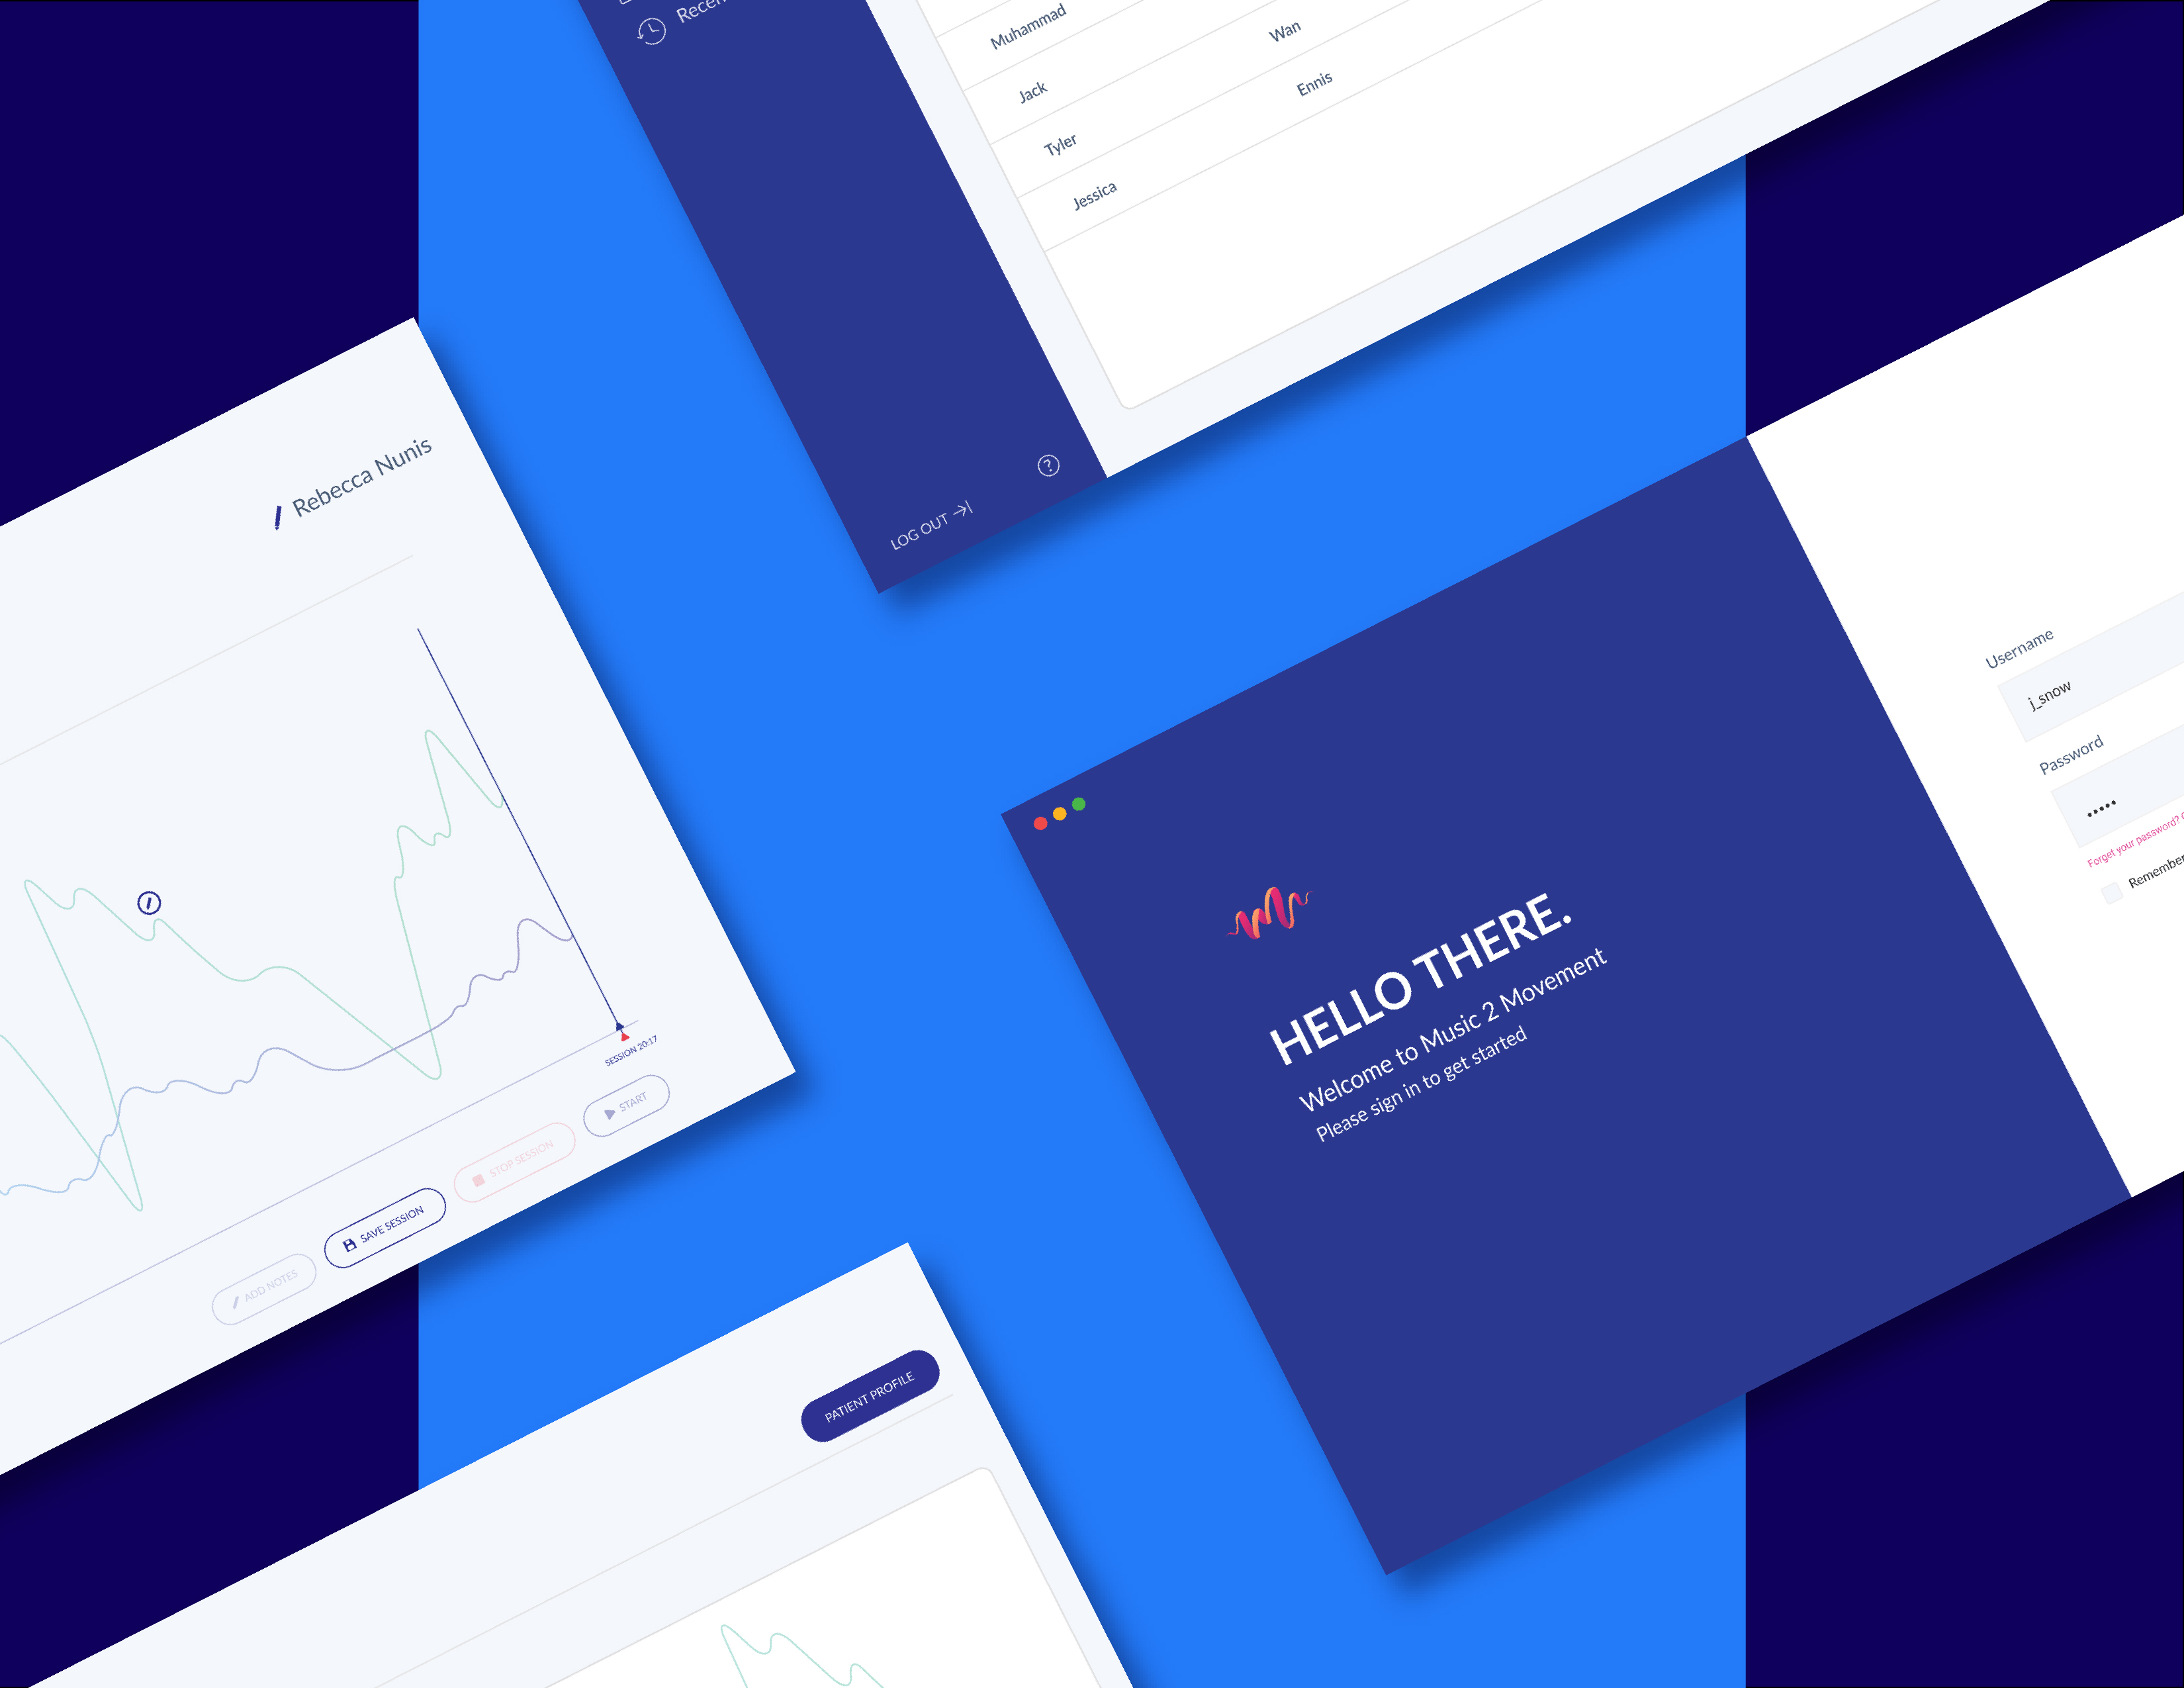 Muhammad
Jack
Wan
Tyler
Ennis
Jessica
LOG OUT
Rebecca Nunis
SESSION 20:17
START
STOP SESSION
SAVE SESSION
ADD NOTES
HELLO THERE.
Welcome to Music 2 Movement
Please sign in to get started
Username
j_snow
Password
Forget your password?
Remember
PATIENT PROFILE